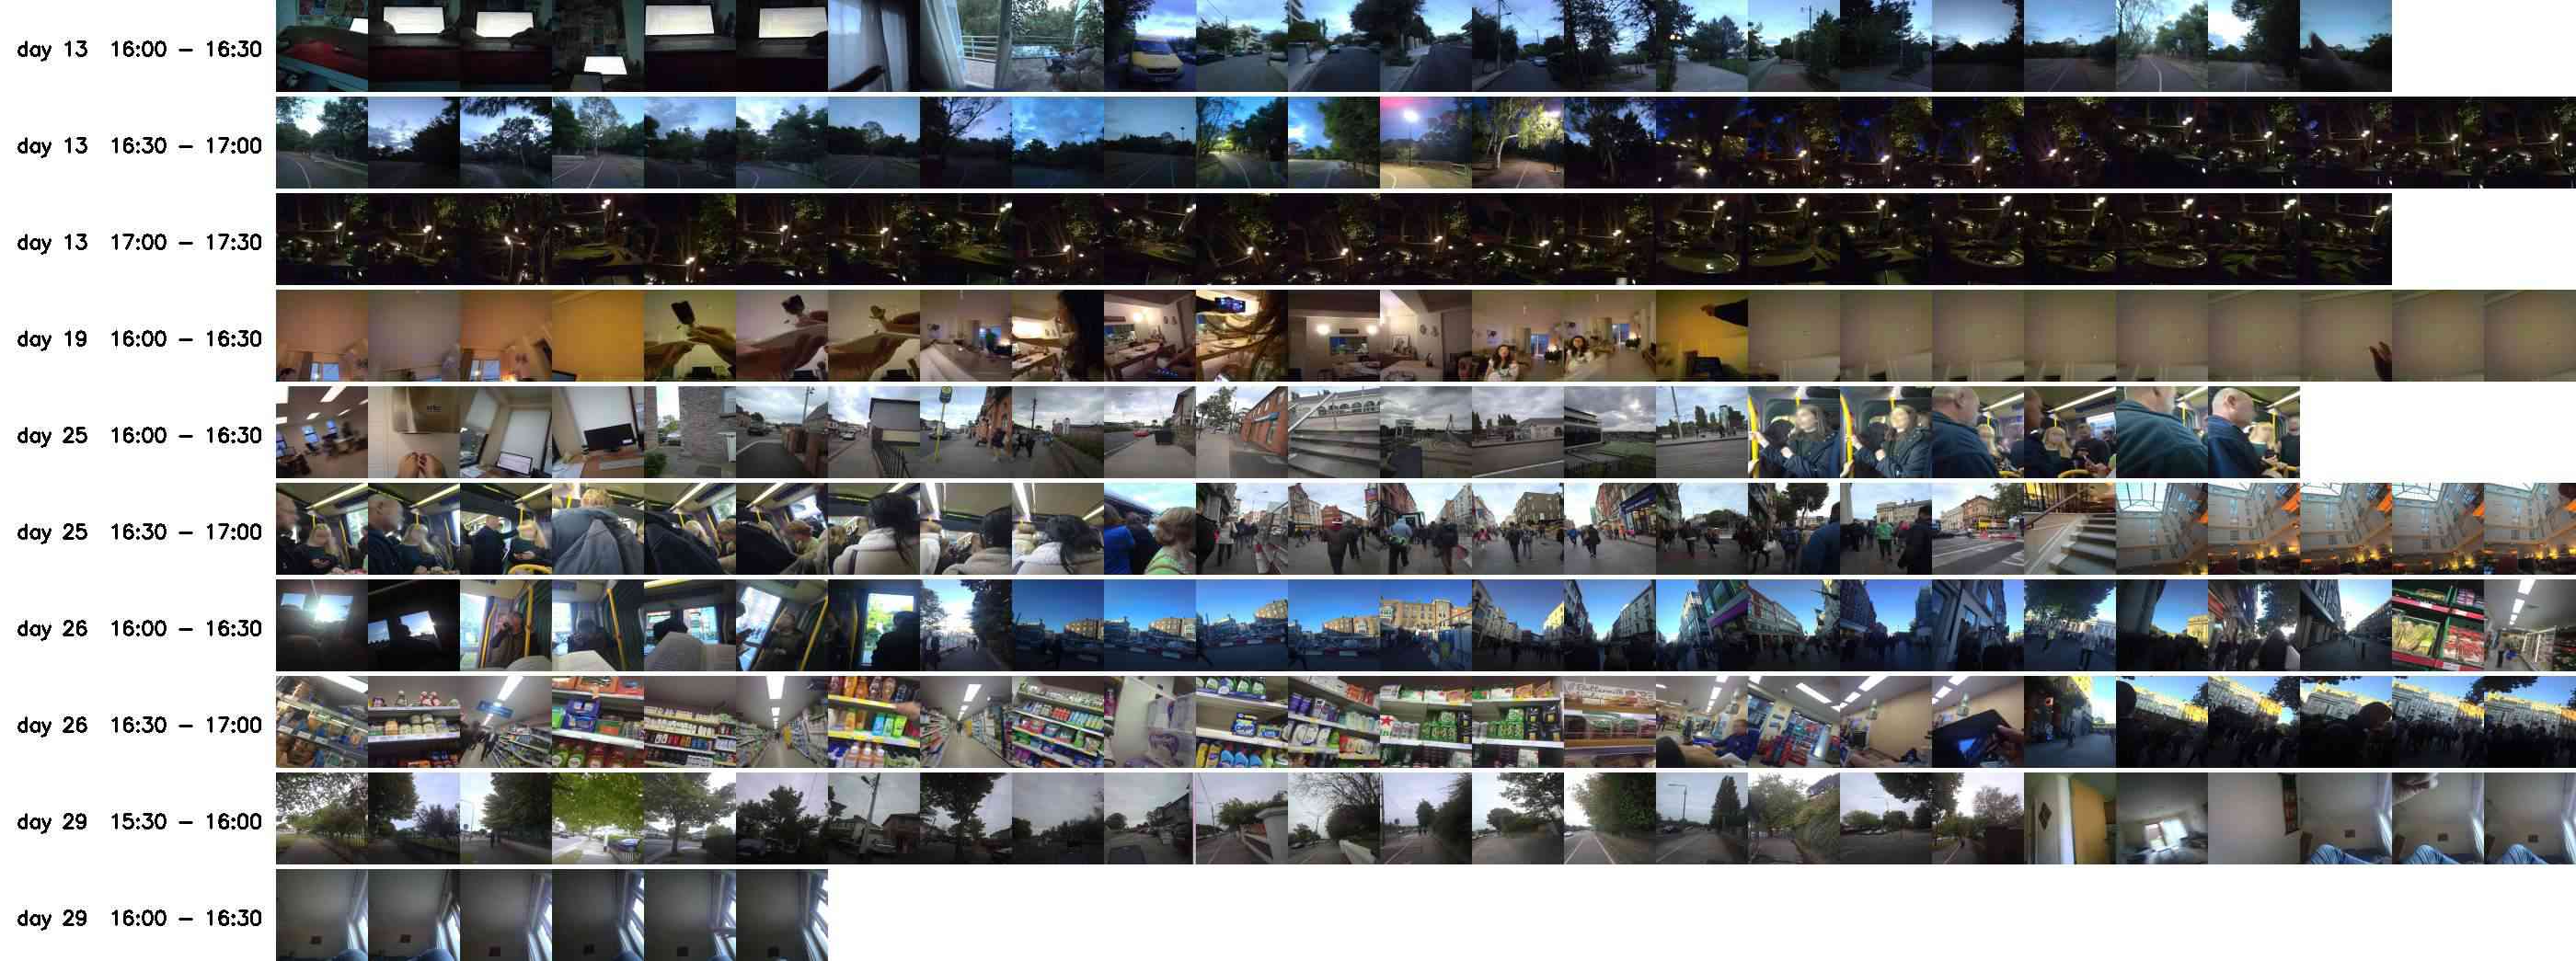 day 13 16:00 – 16:30
day 13 16:30 – 17:00
day 13 17:00 – 17:30
day 19 16:00 – 16:30
day 25 16:00 – 16:30
day 25 16:30 – 17:00
day 26 16:00 – 16:30
day 26 16:30 – 17:00
day 29 15:30 – 16:00
day 29 16:00 – 16:30